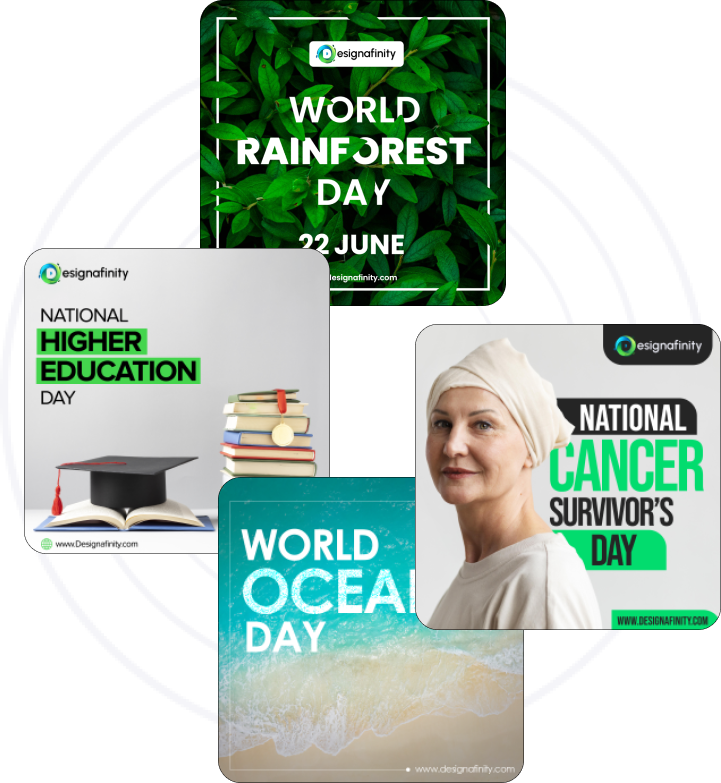 esignafinity
WORLD
RAINFOREST
DAY
22 JUNE
esignafinity.com
esignafinity
NATIONAL
HIGHER
EDUCATION
DAY
www.Designafinity.com
esignafinity
NATIONAL
CANCER
SURVIVOR'S
DAY
WWW.DESIGNAFINITY.COM
WORLD
OCEA
DAY
www.designafinity.com